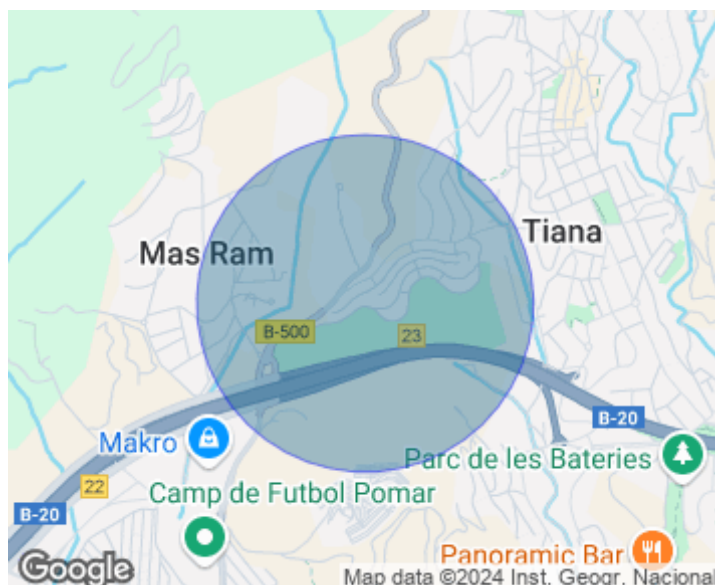 Tiana
Mas Ram
B-500
23
B-20
Makro
Parc de les Bateries
22
Camp de Futbol Pomar
B-20
Panoramic Bar
Google
Map data ©2024 Inst. Geogr. Nacional